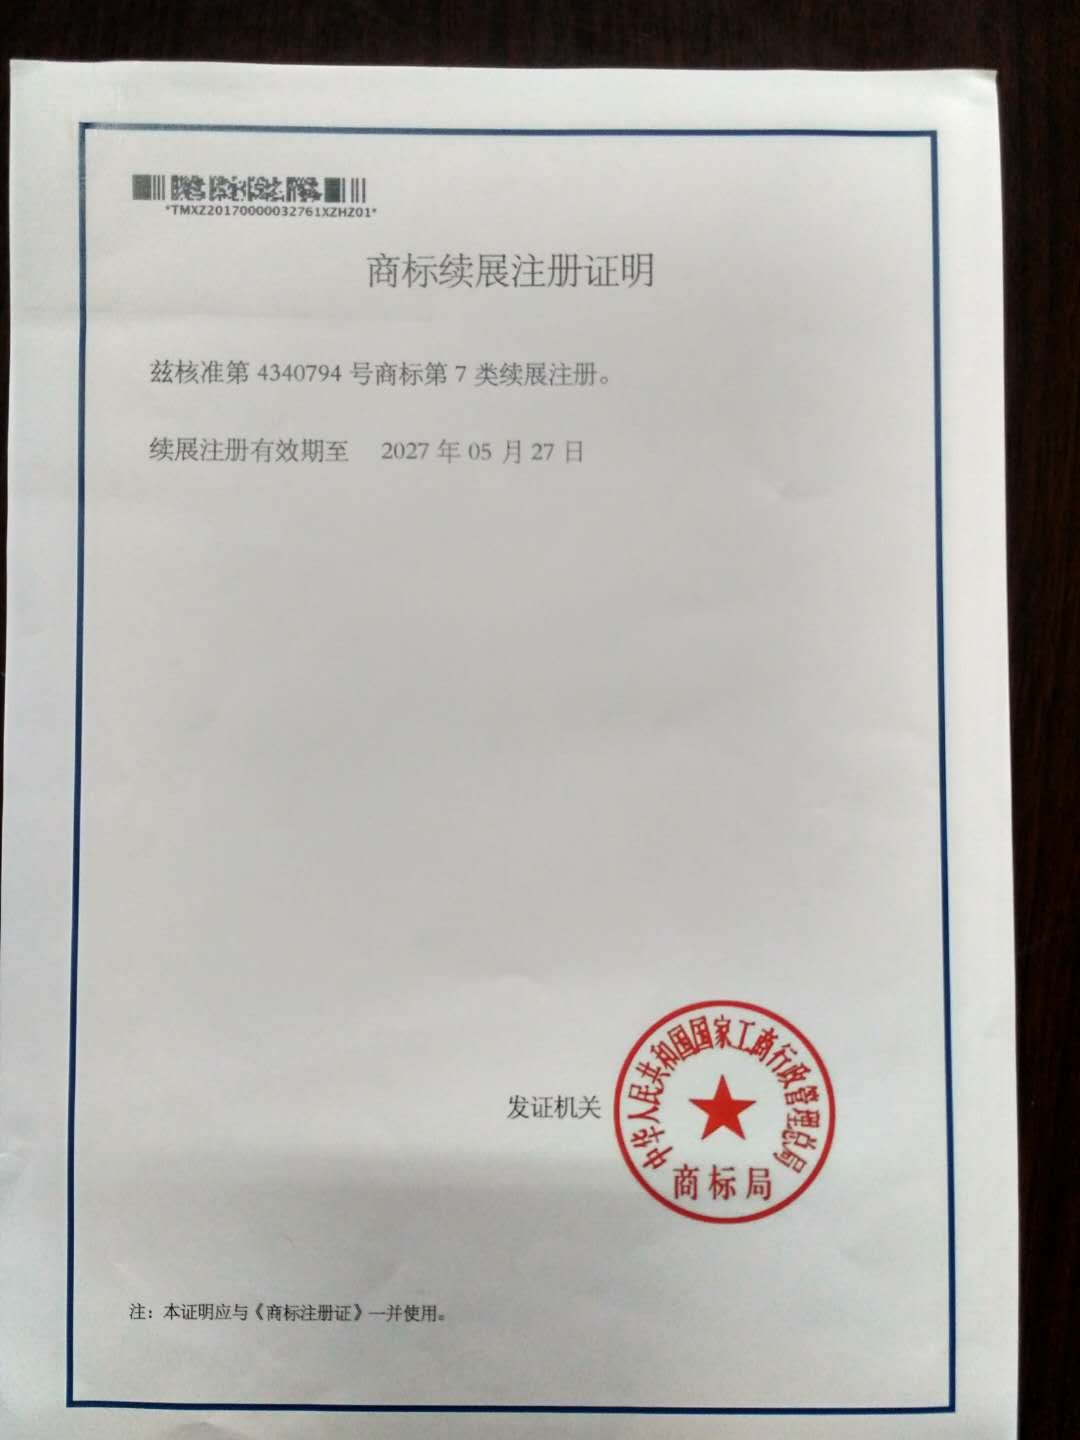 *TMXZ20170000032761XZHZ01*
商标续展注册证明
兹核准第 4340794 号商标第 7 类续展注册。
续展注册有效期至 2027 年 05 月 27 日
发证机关
中华人民共和国国家工商行政管理总局
商标局
注：本证明应与《商标注册证》一并使用。